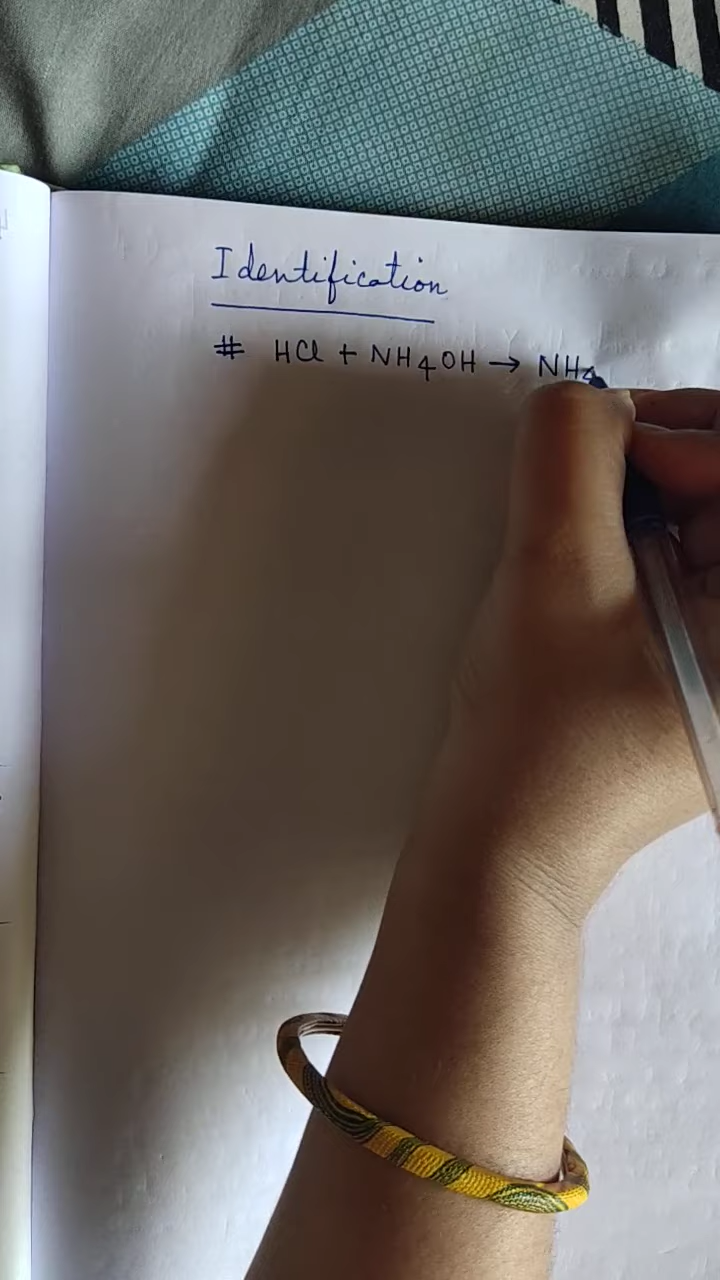 Identification
# HCl + NH4OH → NH4